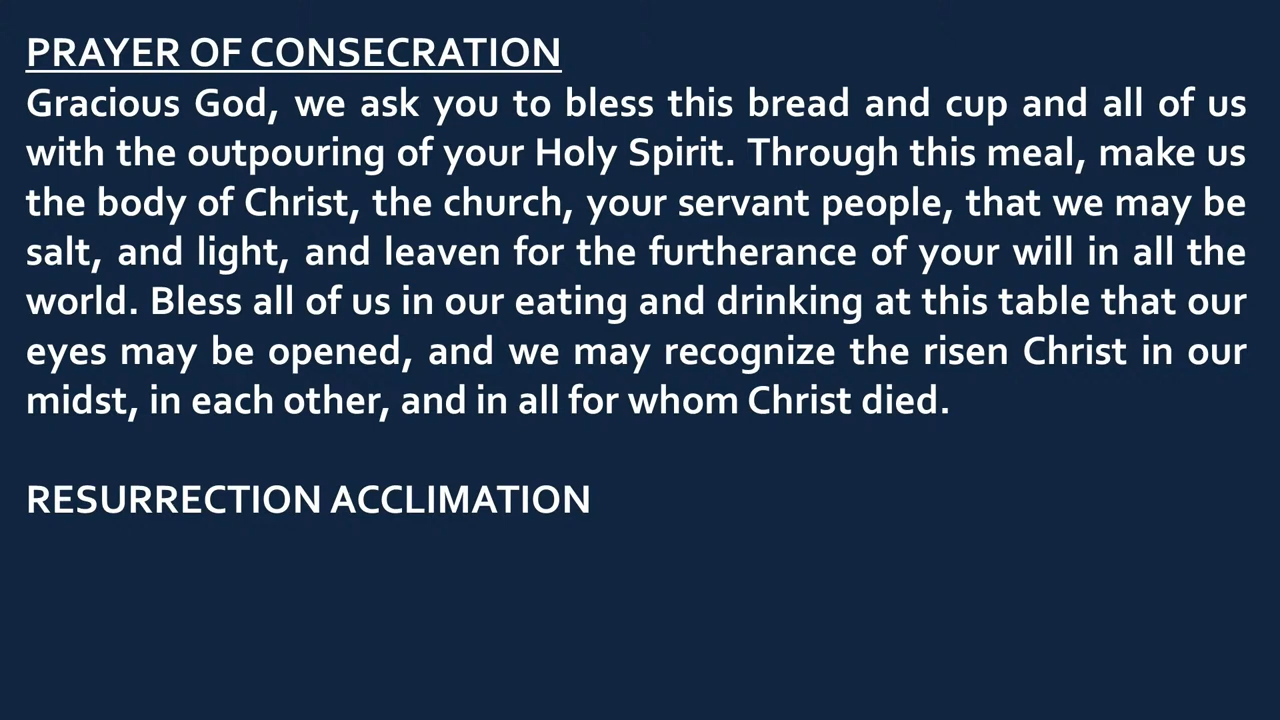 PRAYER OF CONSECRATION
Gracious God, we ask you to bless this bread and cup and all of us
with the outpouring of your Holy Spirit. Through this meal, make us
the body of Christ, the church, your servant people, that we may be
salt, and light, and leaven for the furtherance of your will in all the
world. Bless all of us in our eating and drinking at this table that our
eyes may be opened, and we may recognize the risen Christ in our
midst, in each other, and in all for whom Christ died.
RESURRECTION ACCLIMATION